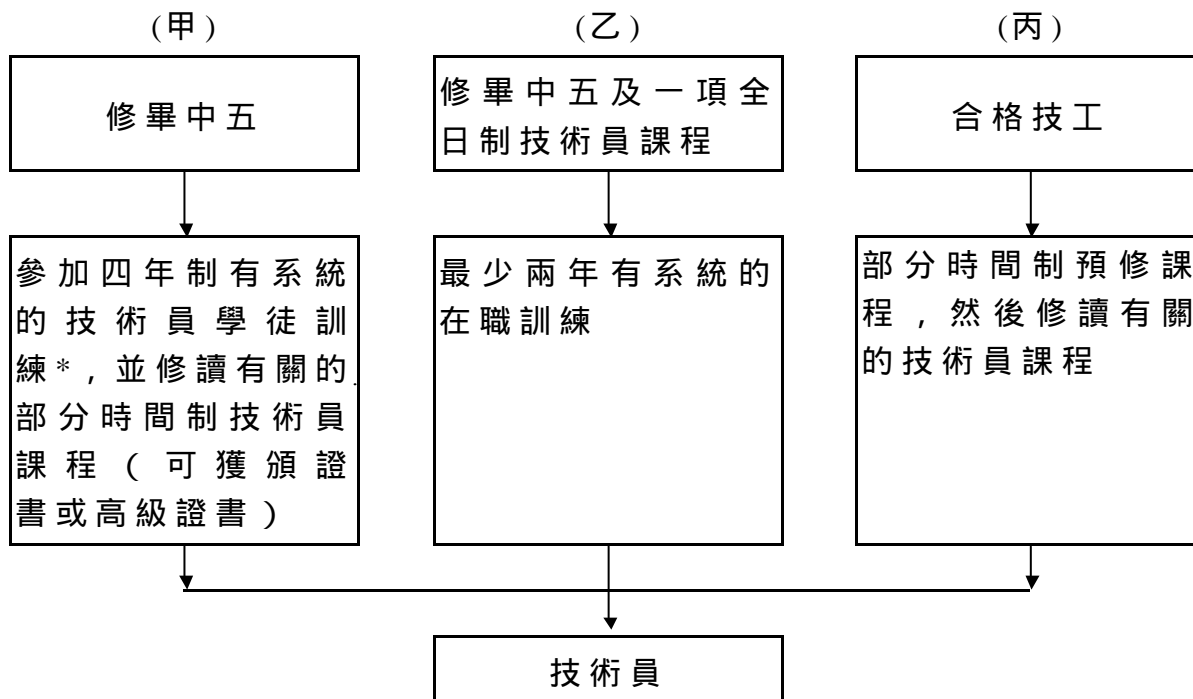 (甲)
修畢中五
參加四年制有系統
的技術員學徒訓
練*，並修讀有關的
部分時間制技術員
課程(可獲頒證
書或高級證書)
(乙)
修畢中五及一項全
日制技術員課程
最少兩年有系統的
在職訓練
(丙)
合格技工
部分時間制預修課
程，然後修讀有關
的技術員課程
技術員